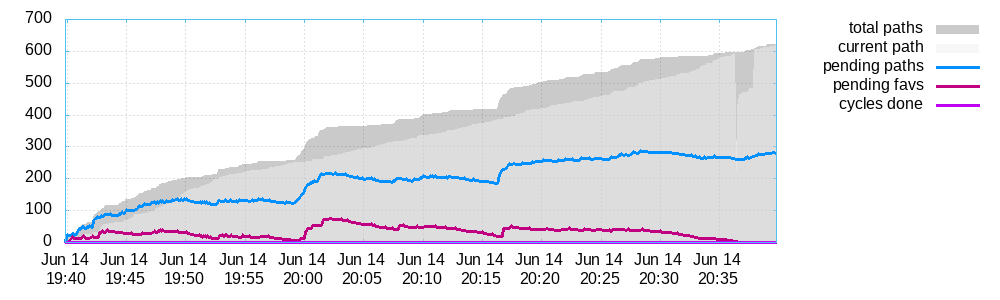 700
600
500
400
300
200
100
0
Jun 14 Jun 14 Jun 14 Jun 14 Jun 14 Jun 14 Jun 14 Jun 14 Jun 14 Jun 14 Jun 14 Jun 14
19:40 19:45 19:50 19:55 20:00 20:05 20:10 20:15 20:20 20:25 20:30 20:35
total paths
current path
pending paths
pending favs
cycles done